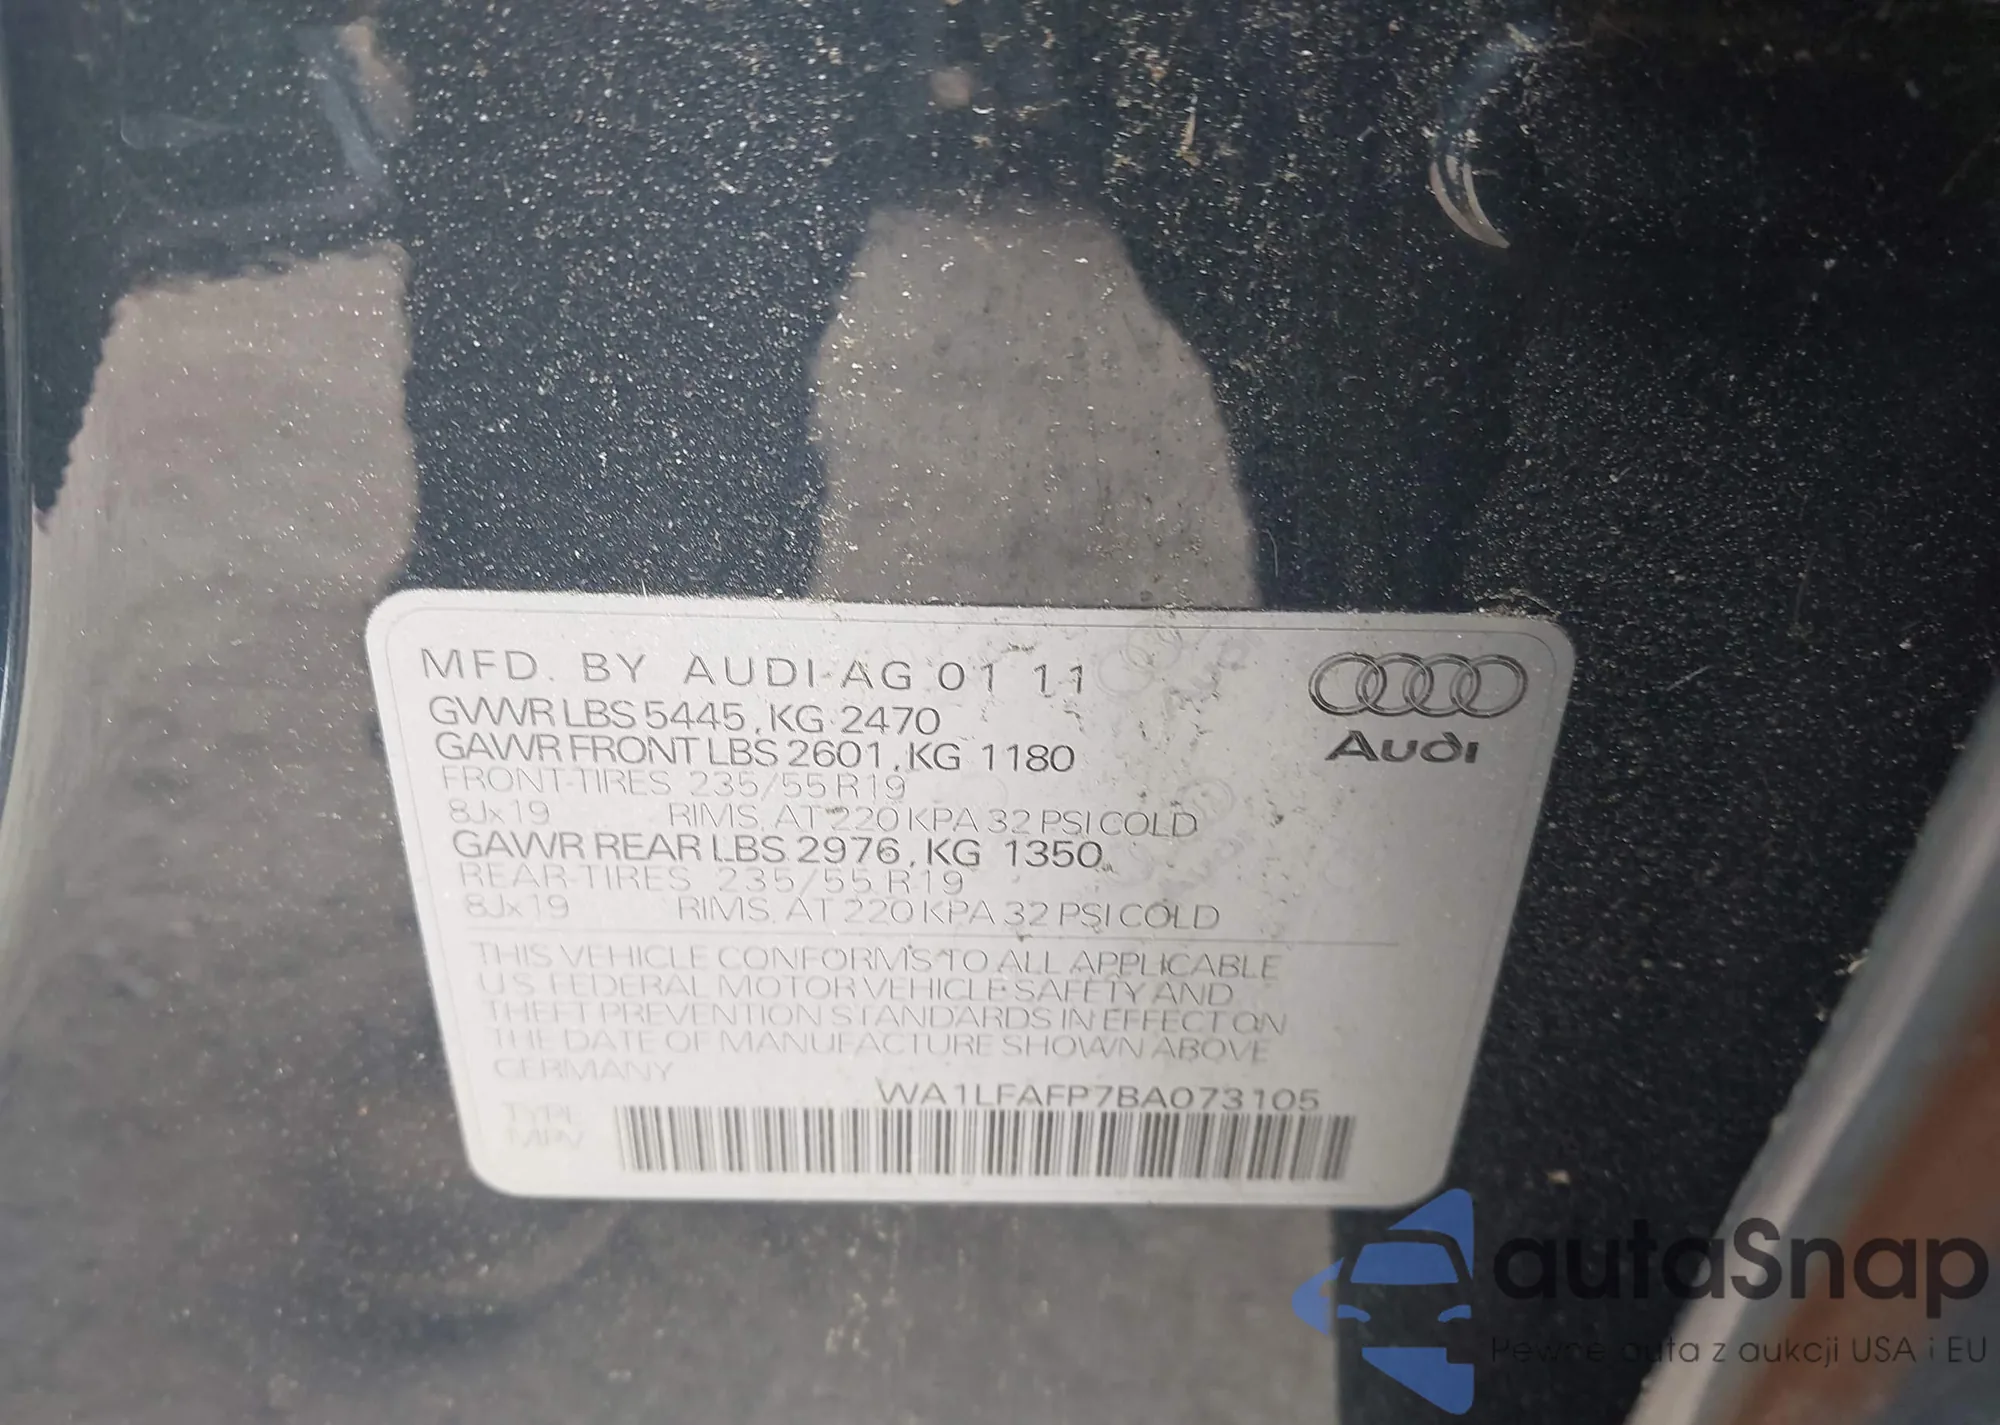 MFD. BY AUDI-AG 01 11
GVWR LBS 5445, KG 2470
GAWR FRONT LBS 2601, KG 1180
FRONT-TIRES 235/55 R19
8Jx19 RIMS. AT 220 KPA 32 PSI COLD
GAWR REAR LBS 2976, KG 1350
REAR-TIRES 235/55 R19
8Jx19 RIMS. AT 220 KPA 32 PSI COLD
Audi
THIS VEHICLE CONFORMS TO ALL APPLICABLE
U.S. FEDERAL MOTOR VEHICLE SAFETY AND
THEFT PREVENTION STANDARDS IN EFFECT ON
THE DATE OF MANUFACTURE SHOWN ABOVE
GERMANY
WA1LFAFP7BA073105
TYPE
MPV
autaSnap
Pewne auta z aukcji USA i EU